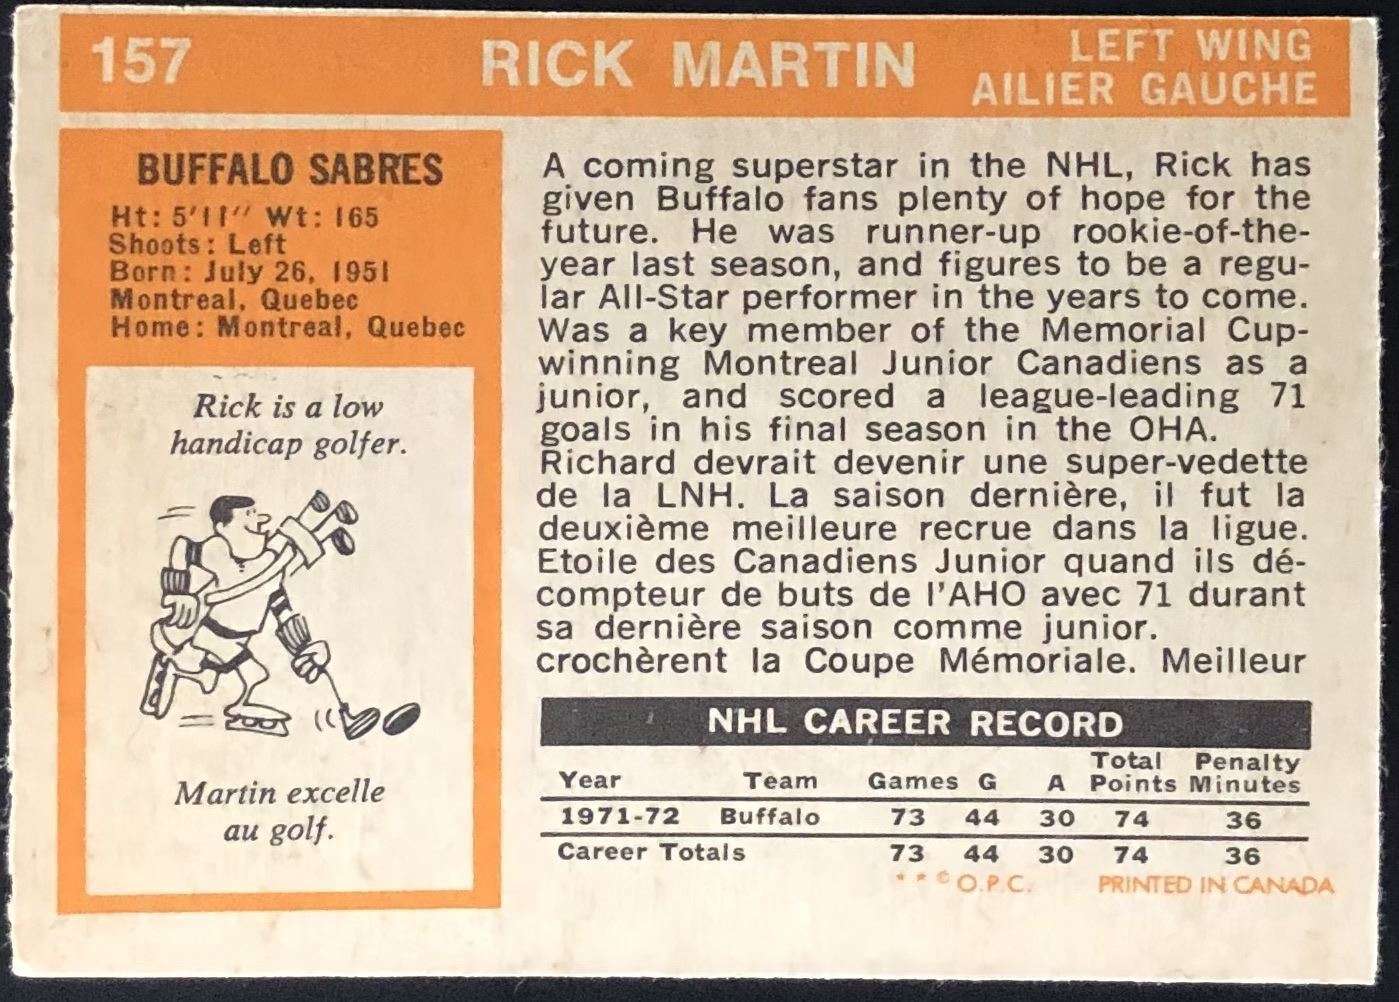 157
RICK MARTIN
LEFT WING
AILIER GAUCHE
BUFFALO SABRES
Ht: 5'11" Wt: 165
Shoots: Left
Born: July 26, 1951
Montreal, Quebec
Home: Montreal, Quebec
Rick is a low
handicap golfer.
Martin excelle
au golf.
A coming superstar in the NHL, Rick has
given Buffalo fans plenty of hope for the
future. He was runner-up rookie-of-the-
year last season, and figures to be a regu-
lar All-Star performer in the years to come.
Was a key member of the Memorial Cup-
winning Montreal Junior Canadiens as a
junior, and scored a league-leading 71
goals in his final season in the OHA.
Richard devrait devenir une super-vedette
de la LNH. La saison dernière, il fut la
deuxième meilleure recrue dans la ligue.
Etoile des Canadiens Junior quand ils dé-
compteur de buts de l'AHO avec 71 durant
sa dernière saison comme junior.
crochèrent la Coupe Mémoriale. Meilleur
NHL CAREER RECORD
Year Team Games G A Total Points Penalty Minutes
1971-72 Buffalo 73 44 30 74 36
Career Totals 73 44 30 74 36
* * © O.P.C. PRINTED IN CANADA